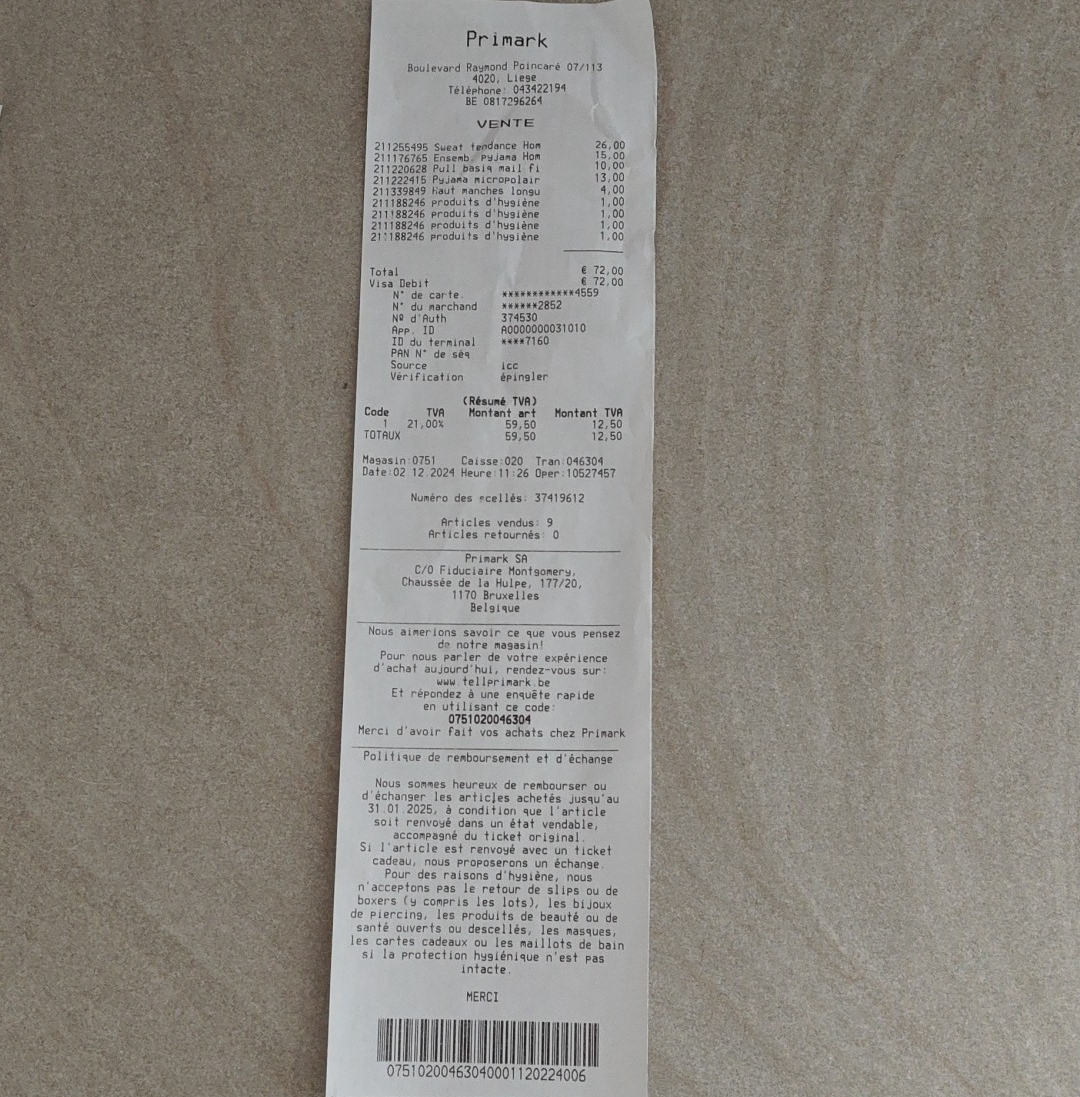 Primark
Boulevard Raymond Poincaré 07/113
4020, Liege
Téléphone: 043422194
BE 0817296264
VENTE
211255495 Sweat tendance Hom 26,00
211176765 Ensemb. pyjama Hom 15,00
211220628 Pull basiq mail fi 10,00
211222415 Pyjama micropolair 13,00
211339849 Haut manches longu 4,00
211188246 produits d'hygiène 1,00
211188246 produits d'hygiène 1,00
211188246 produits d'hygiène 1,00
211188246 produits d'hygiène 1,00
Total € 72,00
Visa Debit € 72,00
N° de carte. ************4559
N° du marchand ******2852
Nº d'Auth 374530
App. ID A0000000031010
ID du terminal ****7160
PAN N° de séq
Source icc
Vérification épingler
(Résumé TVA)
Code TVA Montant art Montant TVA
1 21,00% 59,50 12,50
TOTAUX 59,50 12,50
Magasin:0751 Caisse:020 Tran:046304
Date:02.12.2024 Heure:11:26 Oper:10527457
Numéro des scellés: 37419612
Articles vendus: 9
Articles retournés: 0
Primark SA
C/O Fiduciaire Montgomery,
Chaussée de la Hulpe, 177/20,
1170 Bruxelles
Belgique
Nous aimerions savoir ce que vous pensez
de notre magasin!
Pour nous parler de votre expérience
d'achat aujourd'hui, rendez-vous sur:
www.tellprimark.be
Et répondez à une enquête rapide
en utilisant ce code:
0751020046304
Merci d'avoir fait vos achats chez Primark
Politique de remboursement et d'échange
Nous sommes heureux de rembourser ou
d'échanger les articles achetés jusqu'au
31.01.2025, à condition que l'article
soit renvoyé dans un état vendable,
accompagné du ticket original.
Si l'article est renvoyé avec un ticket
cadeau, nous proposerons un échange.
Pour des raisons d'hygiène, nous
n'acceptons pas le retour de slips ou de
boxers (y compris les lots), les bijoux
de piercing, les produits de beauté ou de
santé ouverts ou descellés, les masques,
les cartes cadeaux ou les maillots de bain
si la protection hygiénique n'est pas
intacte.
MERCI
07510200463040001120224006